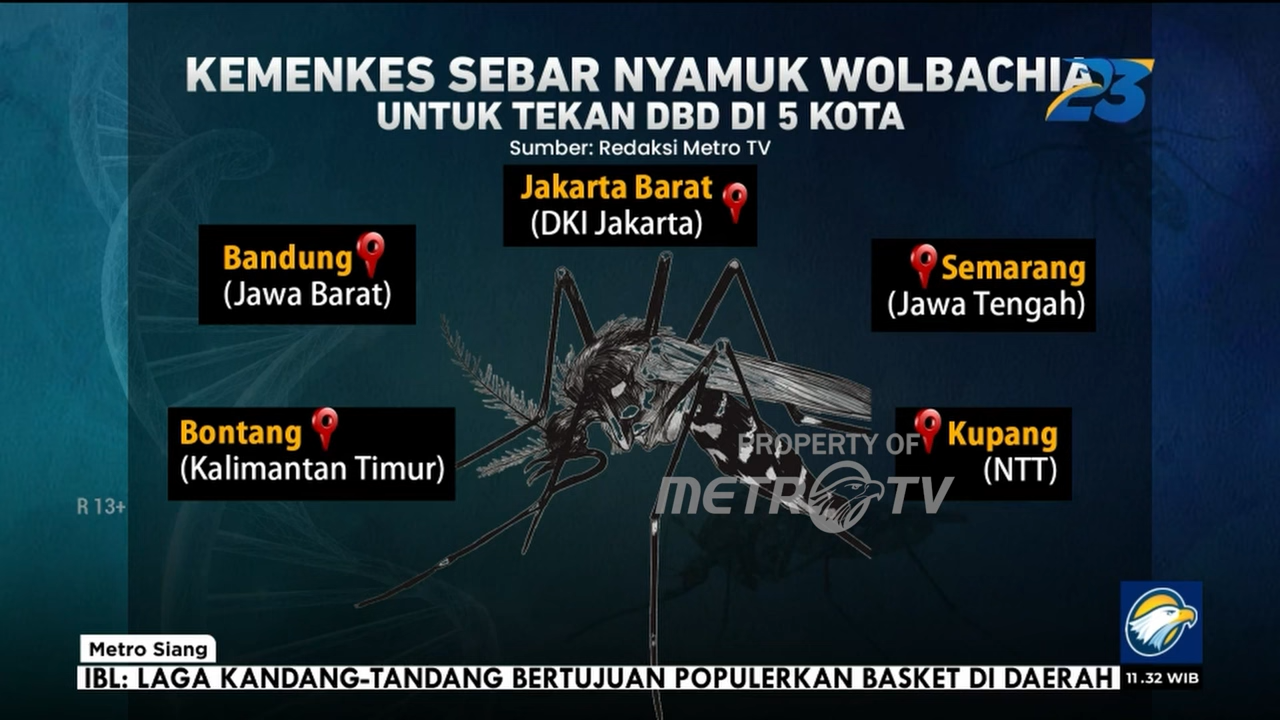 KEMENKES SEBAR NYAMUK WOLBACHIA
23
UNTUK TEKAN DBD DI 5 KOTA
Sumber: Redaksi Metro TV
Jakarta Barat
(DKI Jakarta)
Bandung
(Jawa Barat)
Semarang
(Jawa Tengah)
Bontang
(Kalimantan Timur)
Kupang
(NTT)
PROPERTY OF
METRO TV
R 13+
Metro Siang
IBL: LAGA KANDANG-TANDANG BERTUJUAN POPULERKAN BASKET DI DAERAH
11.32 WIB